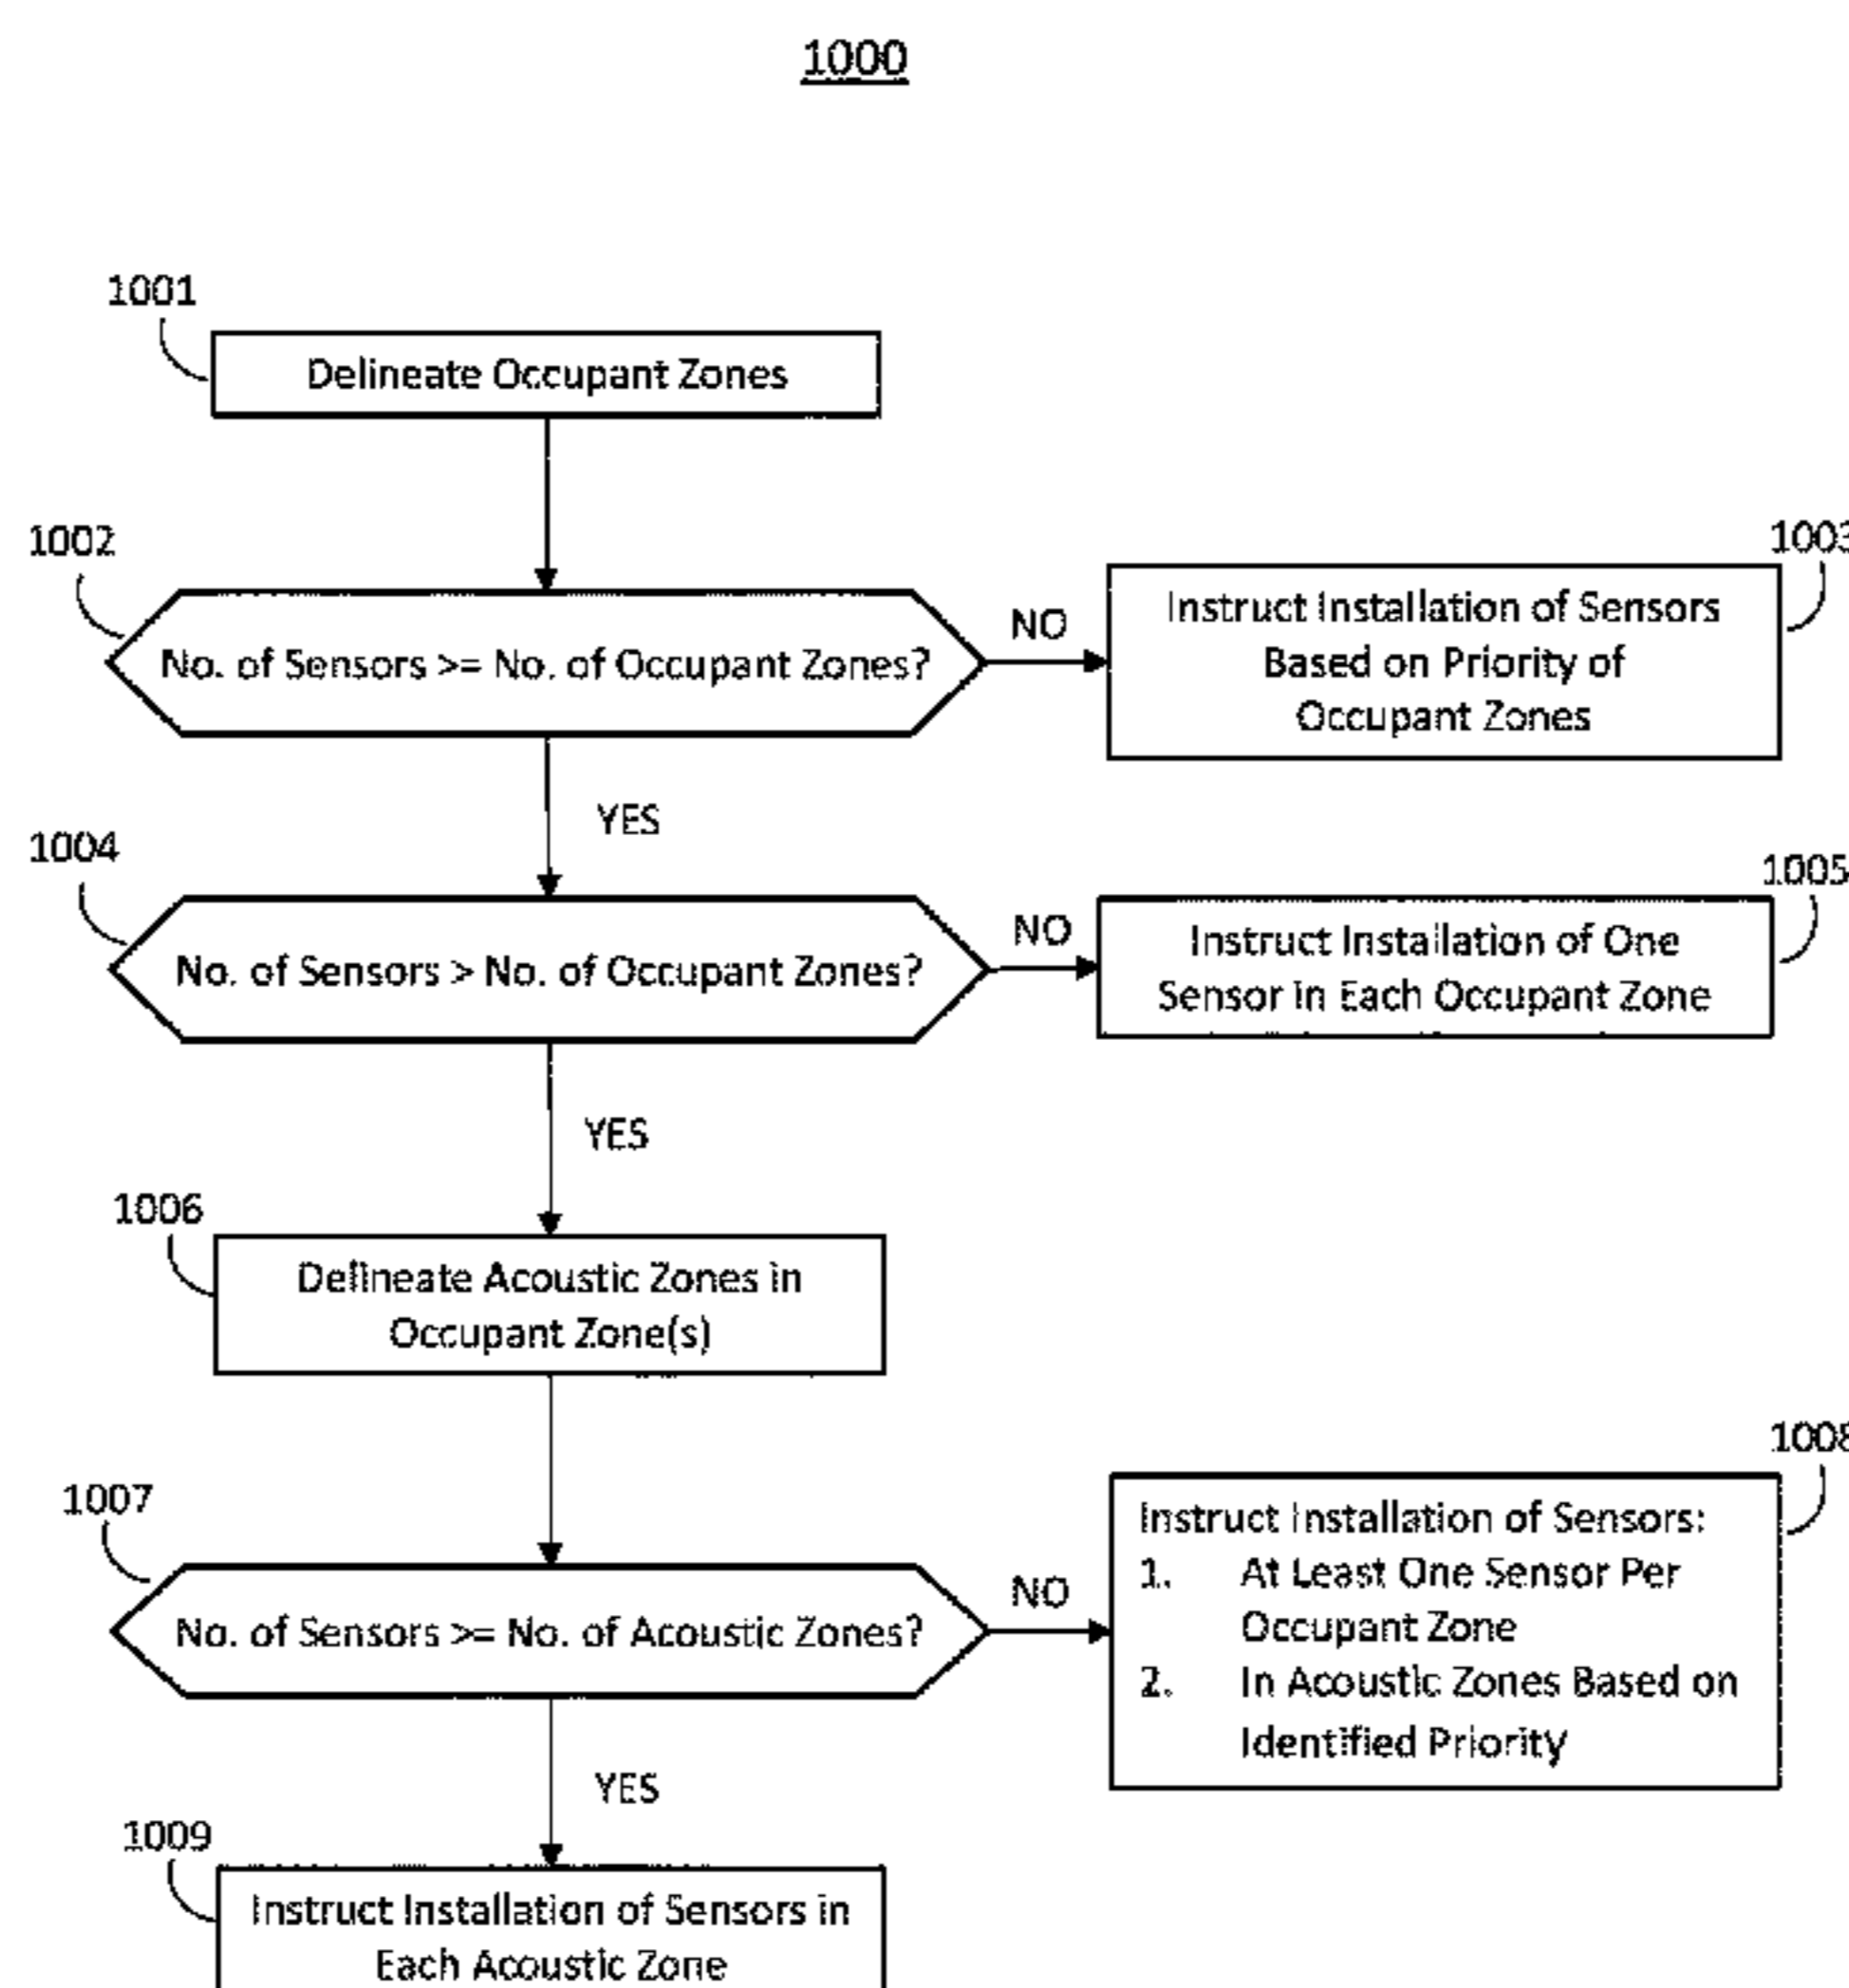 1000
1001
Delineate Occupant Zones
1002
No. of Sensors >= No. of Occupant Zones?
NO
1003
Instruct Installation of Sensors
Based on Priority of
Occupant Zones
YES
1004
No. of Sensors > No. of Occupant Zones?
NO
1005
Instruct Installation of One
Sensor in Each Occupant Zone
YES
1006
Delineate Acoustic Zones in
Occupant Zone(s)
1007
No. of Sensors >= No. of Acoustic Zones?
NO
1008
Instruct Installation of Sensors:
1. At Least One Sensor Per
Occupant Zone
2. In Acoustic Zones Based on
Identified Priority
YES
1009
Instruct Installation of Sensors in
Each Acoustic Zone